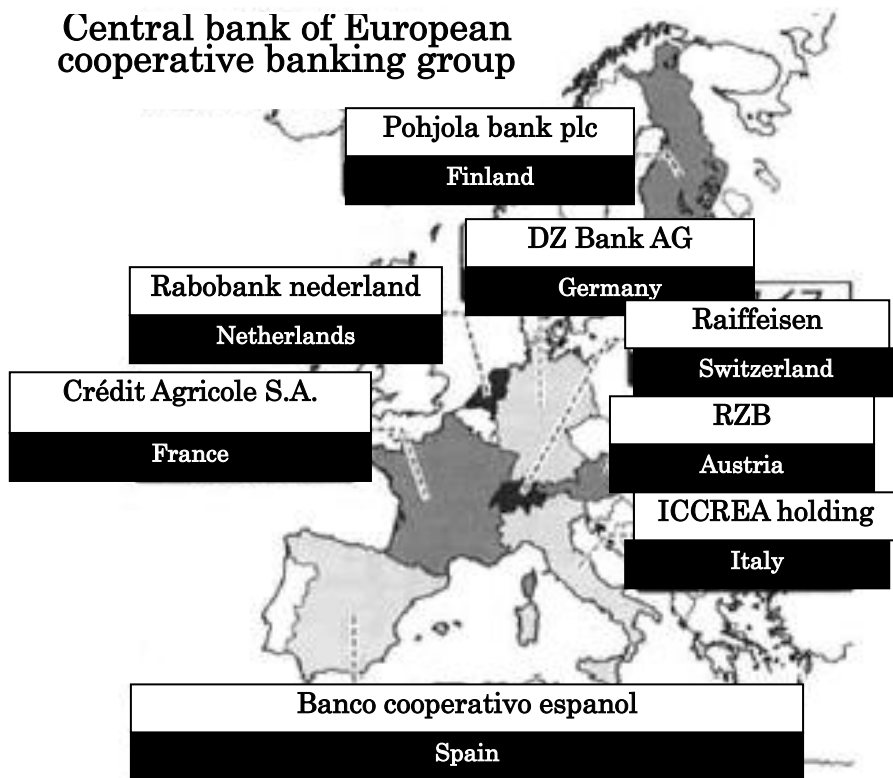 Central bank of European
cooperative banking group
Pohjola bank plc
Finland
DZ Bank AG
Germany
Rabobank nederland
Netherlands
Raiffeisen
Switzerland
Crédit Agricole S.A.
France
RZB
Austria
ICCREA holding
Italy
Banco cooperativo espanol
Spain